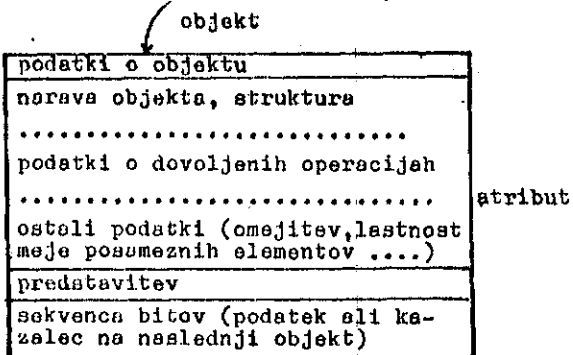 objekt
podatki o objektu
narava objekta, struktura
..............................
podatki o dovoljenih operacijah
................................
atribut
ostali podatki (omejitev,lastnost
meje posameznih elementov ....)
predstavitev
sekvenca bitov (podatek ali ka-
zalec na naslednji objekt)